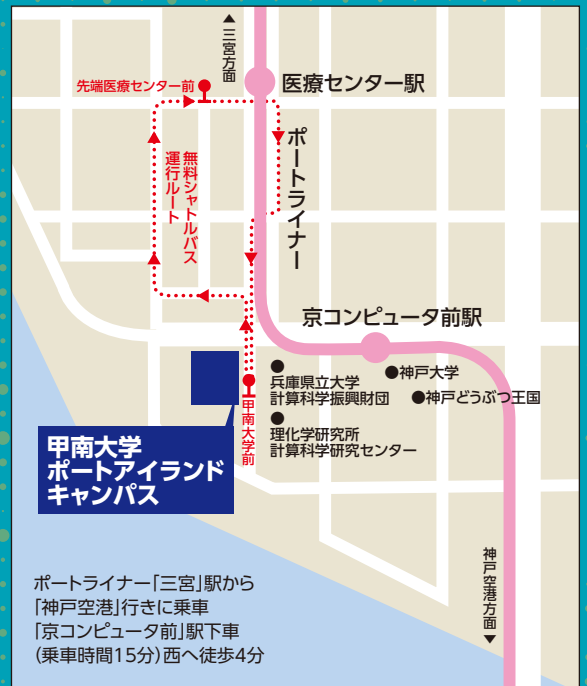 ▲三宮方面
医療センター駅
先端医療センター前
ポートライナー
無料シャトルバス
運行ルート
京コンピュータ前駅
●神戸大学
●
兵庫県立大学
計算科学振興財団
●神戸どうぶつ王国
●
理化学研究所
計算科学研究センター
甲南大学前
甲南大学
ポートアイランド
キャンパス
神戸空港方面▼
ポートライナー「三宮」駅から
「神戸空港」行きに乗車
「京コンピュータ前」駅下車
(乗車時間15分)西へ徒歩4分